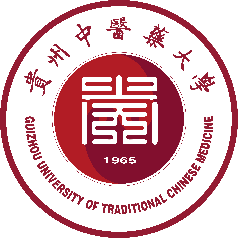 貴州中醫藥大學
1965
GUIZHOU UNIVERSITY OF TRADITIONAL CHINESE MEDICINE